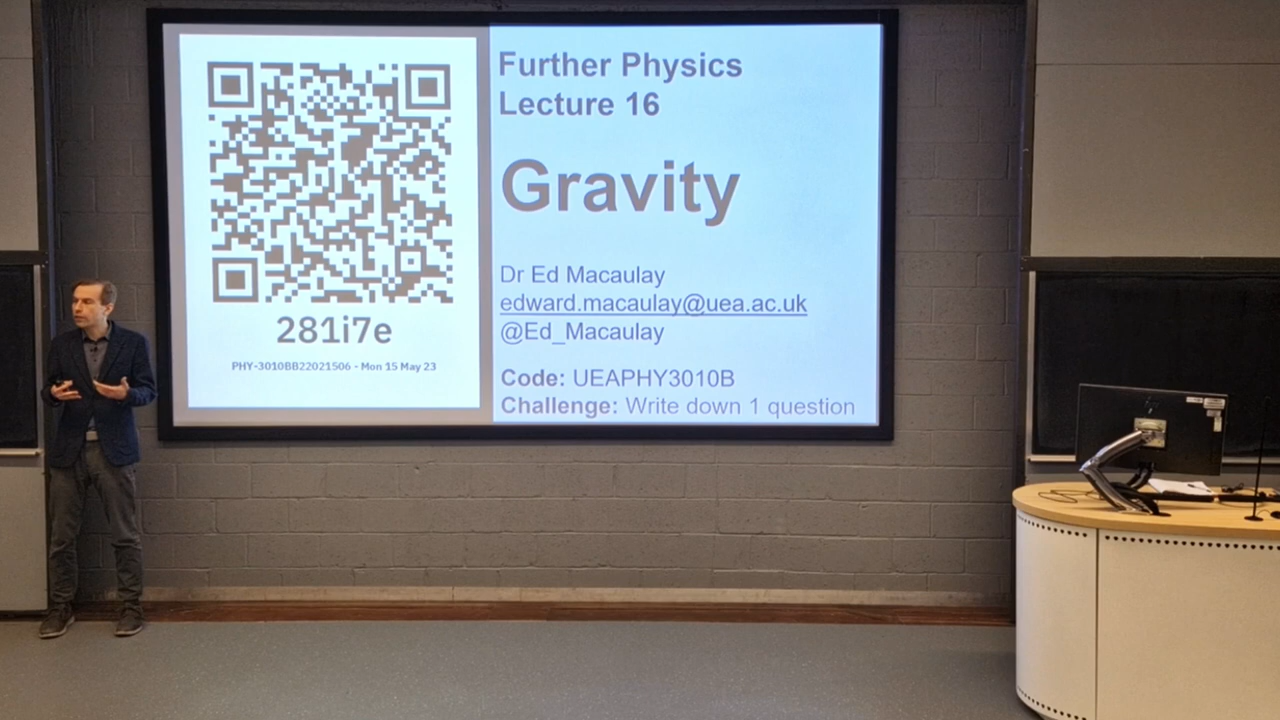 281i7e
PHY-3010BB22021506 - Mon 15 May 23
Further Physics
Lecture 16
Gravity
Dr Ed Macaulay
edward.macaulay@uea.ac.uk
@Ed_Macaulay
Code: UEAPHY3010B
Challenge: Write down 1 question